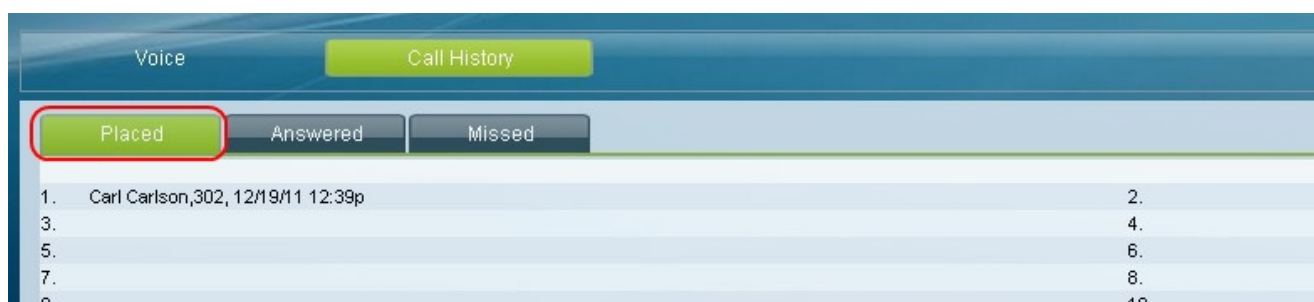 Voice Call History
Placed Answered Missed
1. Carl Carlson,302, 12/19/11 12:39p 2.
3. 4.
5. 6.
7. 8.